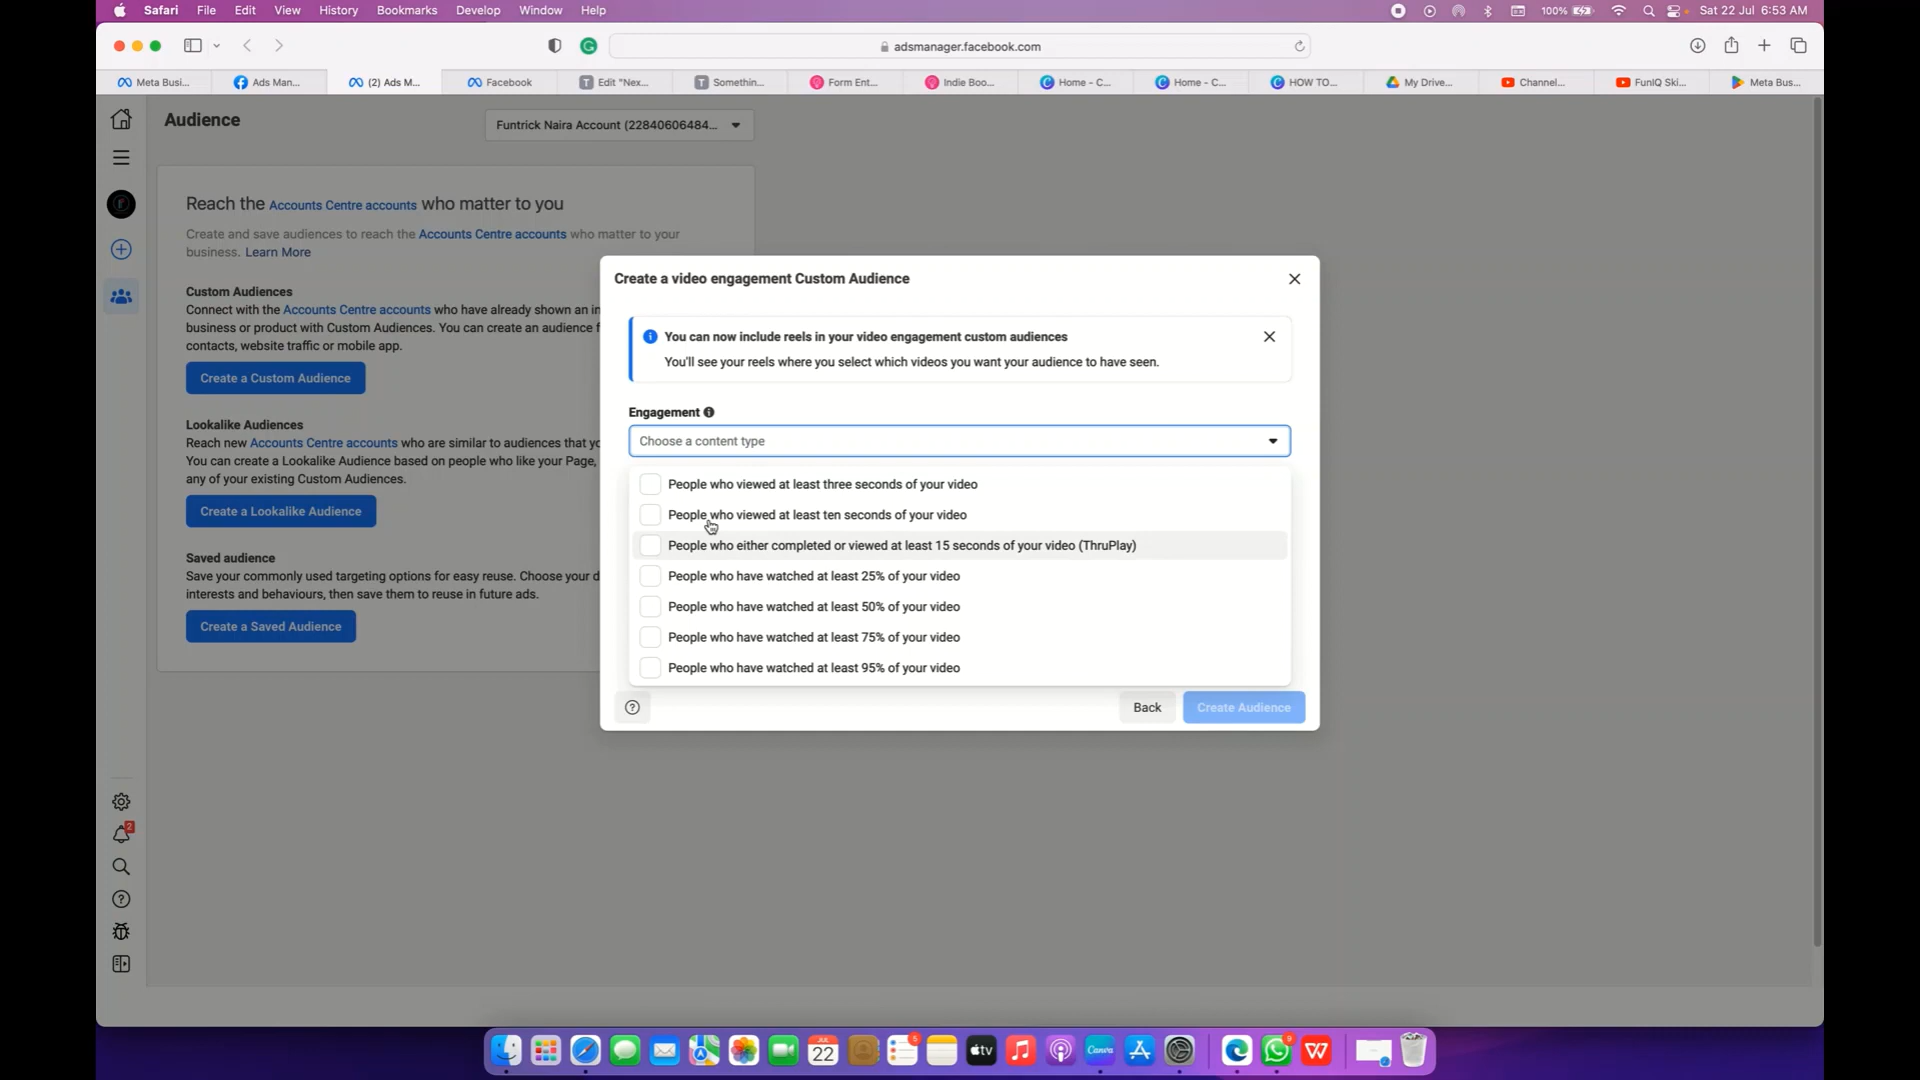 Safari File Edit View History Bookmarks Develop Window Help
100%
Sat 22 Jul 6:53 AM
adsmanager.facebook.com
Meta Busi...
Ads Man...
(2) Ads M...
Facebook
Edit "Nex...
Somethin...
Form Ent...
Indie Boo...
Home - C...
Home - C...
HOW TO...
My Drive...
Channel...
FunIQ Ski...
Meta Bus...
Audience
Funtrick Naira Account (22840606484...
Reach the Accounts Centre accounts who matter to you
Create and save audiences to reach the Accounts Centre accounts who matter to your
business. Learn More
Custom Audiences
Connect with the Accounts Centre accounts who have already shown an in
business or product with Custom Audiences. You can create an audience f
contacts, website traffic or mobile app.
Create a Custom Audience
Lookalike Audiences
Reach new Accounts Centre accounts who are similar to audiences that yo
You can create a Lookalike Audience based on people who like your Page,
any of your existing Custom Audiences.
Create a Lookalike Audience
Saved audience
Save your commonly used targeting options for easy reuse. Choose your d
interests and behaviours, then save them to reuse in future ads.
Create a Saved Audience
Create a video engagement Custom Audience
You can now include reels in your video engagement custom audiences
You'll see your reels where you select which videos you want your audience to have seen.
Engagement
Choose a content type
People who viewed at least three seconds of your video
People who viewed at least ten seconds of your video
People who either completed or viewed at least 15 seconds of your video (ThruPlay)
People who have watched at least 25% of your video
People who have watched at least 50% of your video
People who have watched at least 75% of your video
People who have watched at least 95% of your video
Back
Create Audience
2
JUL
22
5
tv
Canva
9